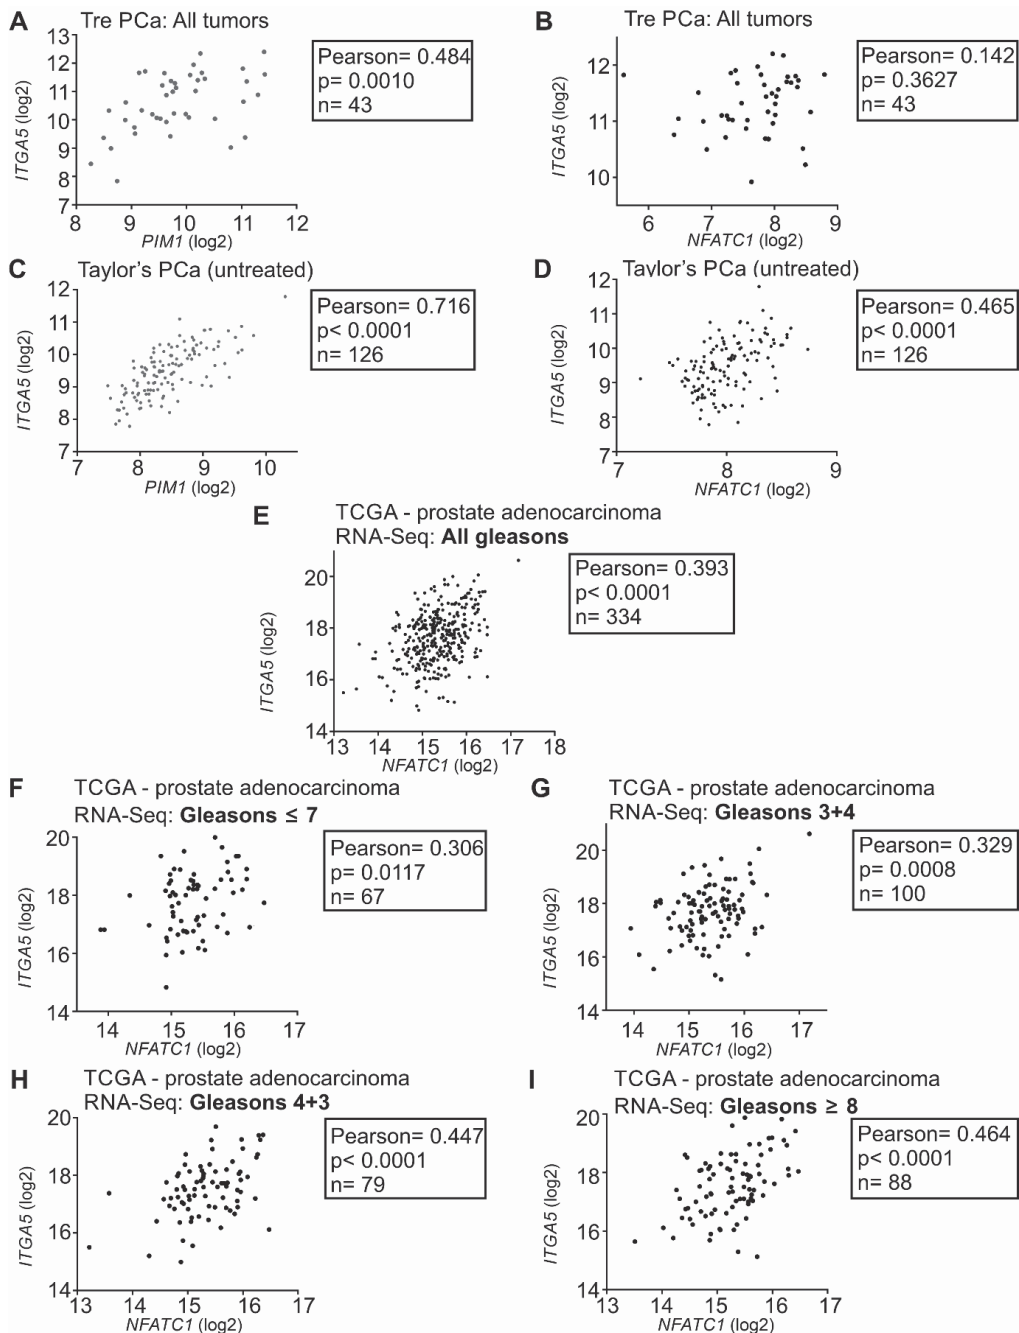 A Tre PCa: All tumors
13
12
11
10
9
8
7
ITGA5 (log2)
8 9 10 11 12
PIM1 (log2)
Pearson= 0.484
p= 0.0010
n= 43
B Tre PCa: All tumors
12
11
10
ITGA5 (log2)
6 7 8 9
NFATC1 (log2)
Pearson= 0.142
p= 0.3627
n= 43
C Taylor's PCa (untreated)
12
11
10
9
8
7
ITGA5 (log2)
7 8 9 10
PIM1 (log2)
Pearson= 0.716
p< 0.0001
n= 126
D Taylor's PCa (untreated)
12
11
10
9
8
7
ITGA5 (log2)
7 8 9
NFATC1 (log2)
Pearson= 0.465
p< 0.0001
n= 126
E TCGA - prostate adenocarcinoma
RNA-Seq: All gleasons
20
18
16
14
ITGA5 (log2)
13 14 15 16 17 18
NFATC1 (log2)
Pearson= 0.393
p< 0.0001
n= 334
F TCGA - prostate adenocarcinoma
RNA-Seq: Gleasons ≤ 7
20
18
16
14
ITGA5 (log2)
14 15 16 17
NFATC1 (log2)
Pearson= 0.306
p= 0.0117
n= 67
G TCGA - prostate adenocarcinoma
RNA-Seq: Gleasons 3+4
20
18
16
14
ITGA5 (log2)
14 15 16 17
NFATC1 (log2)
Pearson= 0.329
p= 0.0008
n= 100
H TCGA - prostate adenocarcinoma
RNA-Seq: Gleasons 4+3
20
18
16
14
ITGA5 (log2)
13 14 15 16 17
NFATC1 (log2)
Pearson= 0.447
p< 0.0001
n= 79
I TCGA - prostate adenocarcinoma
RNA-Seq: Gleasons ≥ 8
20
18
16
14
ITGA5 (log2)
13 14 15 16 17
NFATC1 (log2)
Pearson= 0.464
p< 0.0001
n= 88